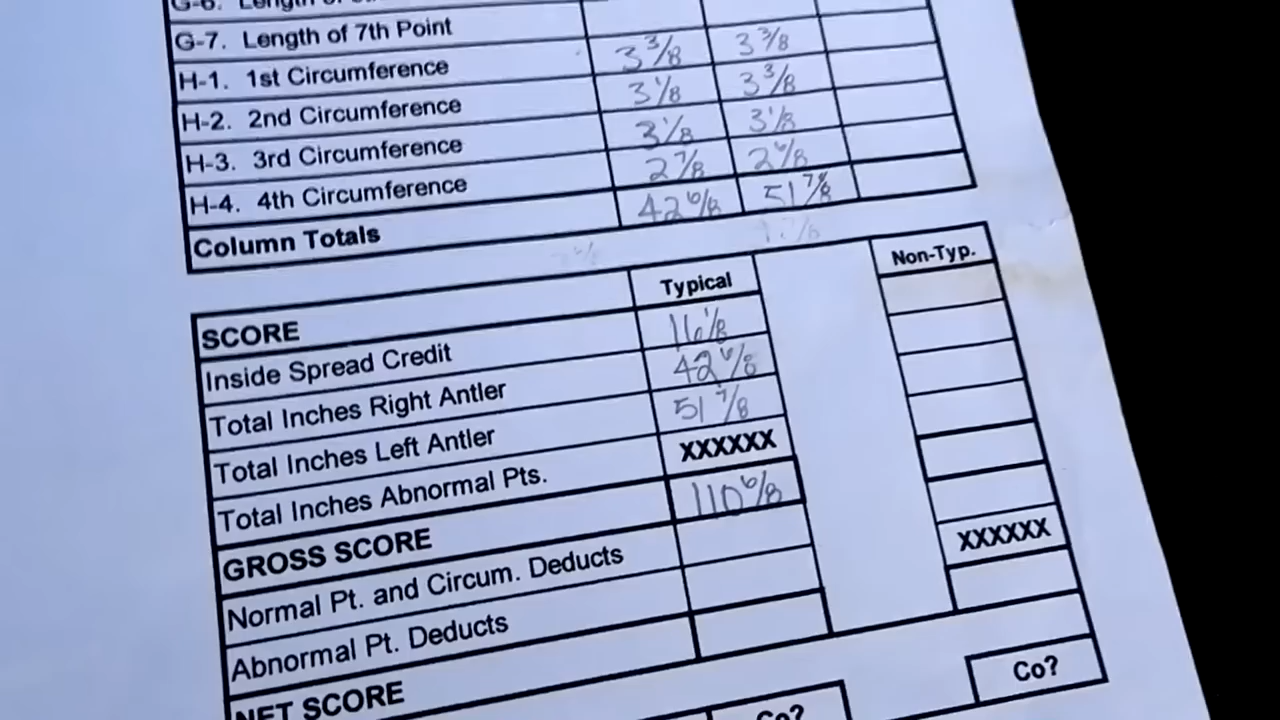 G-6. Length of
G-7. Length of 7th Point
H-1. 1st Circumference 3 3/8 3 3/8
H-2. 2nd Circumference 3 1/8 3 3/8
H-3. 3rd Circumference 3 1/8 3 1/8
H-4. 4th Circumference 2 7/8 2 6/8
Column Totals 42 6/8 51 7/8
SCORE Typical Non-Typ.
Inside Spread Credit 16 1/8
Total Inches Right Antler 42 6/8
Total Inches Left Antler 51 7/8
Total Inches Abnormal Pts. XXXXXX
GROSS SCORE 110 6/8
Normal Pt. and Circum. Deducts XXXXXX
Abnormal Pt. Deducts
NET SCORE
Co? Co?